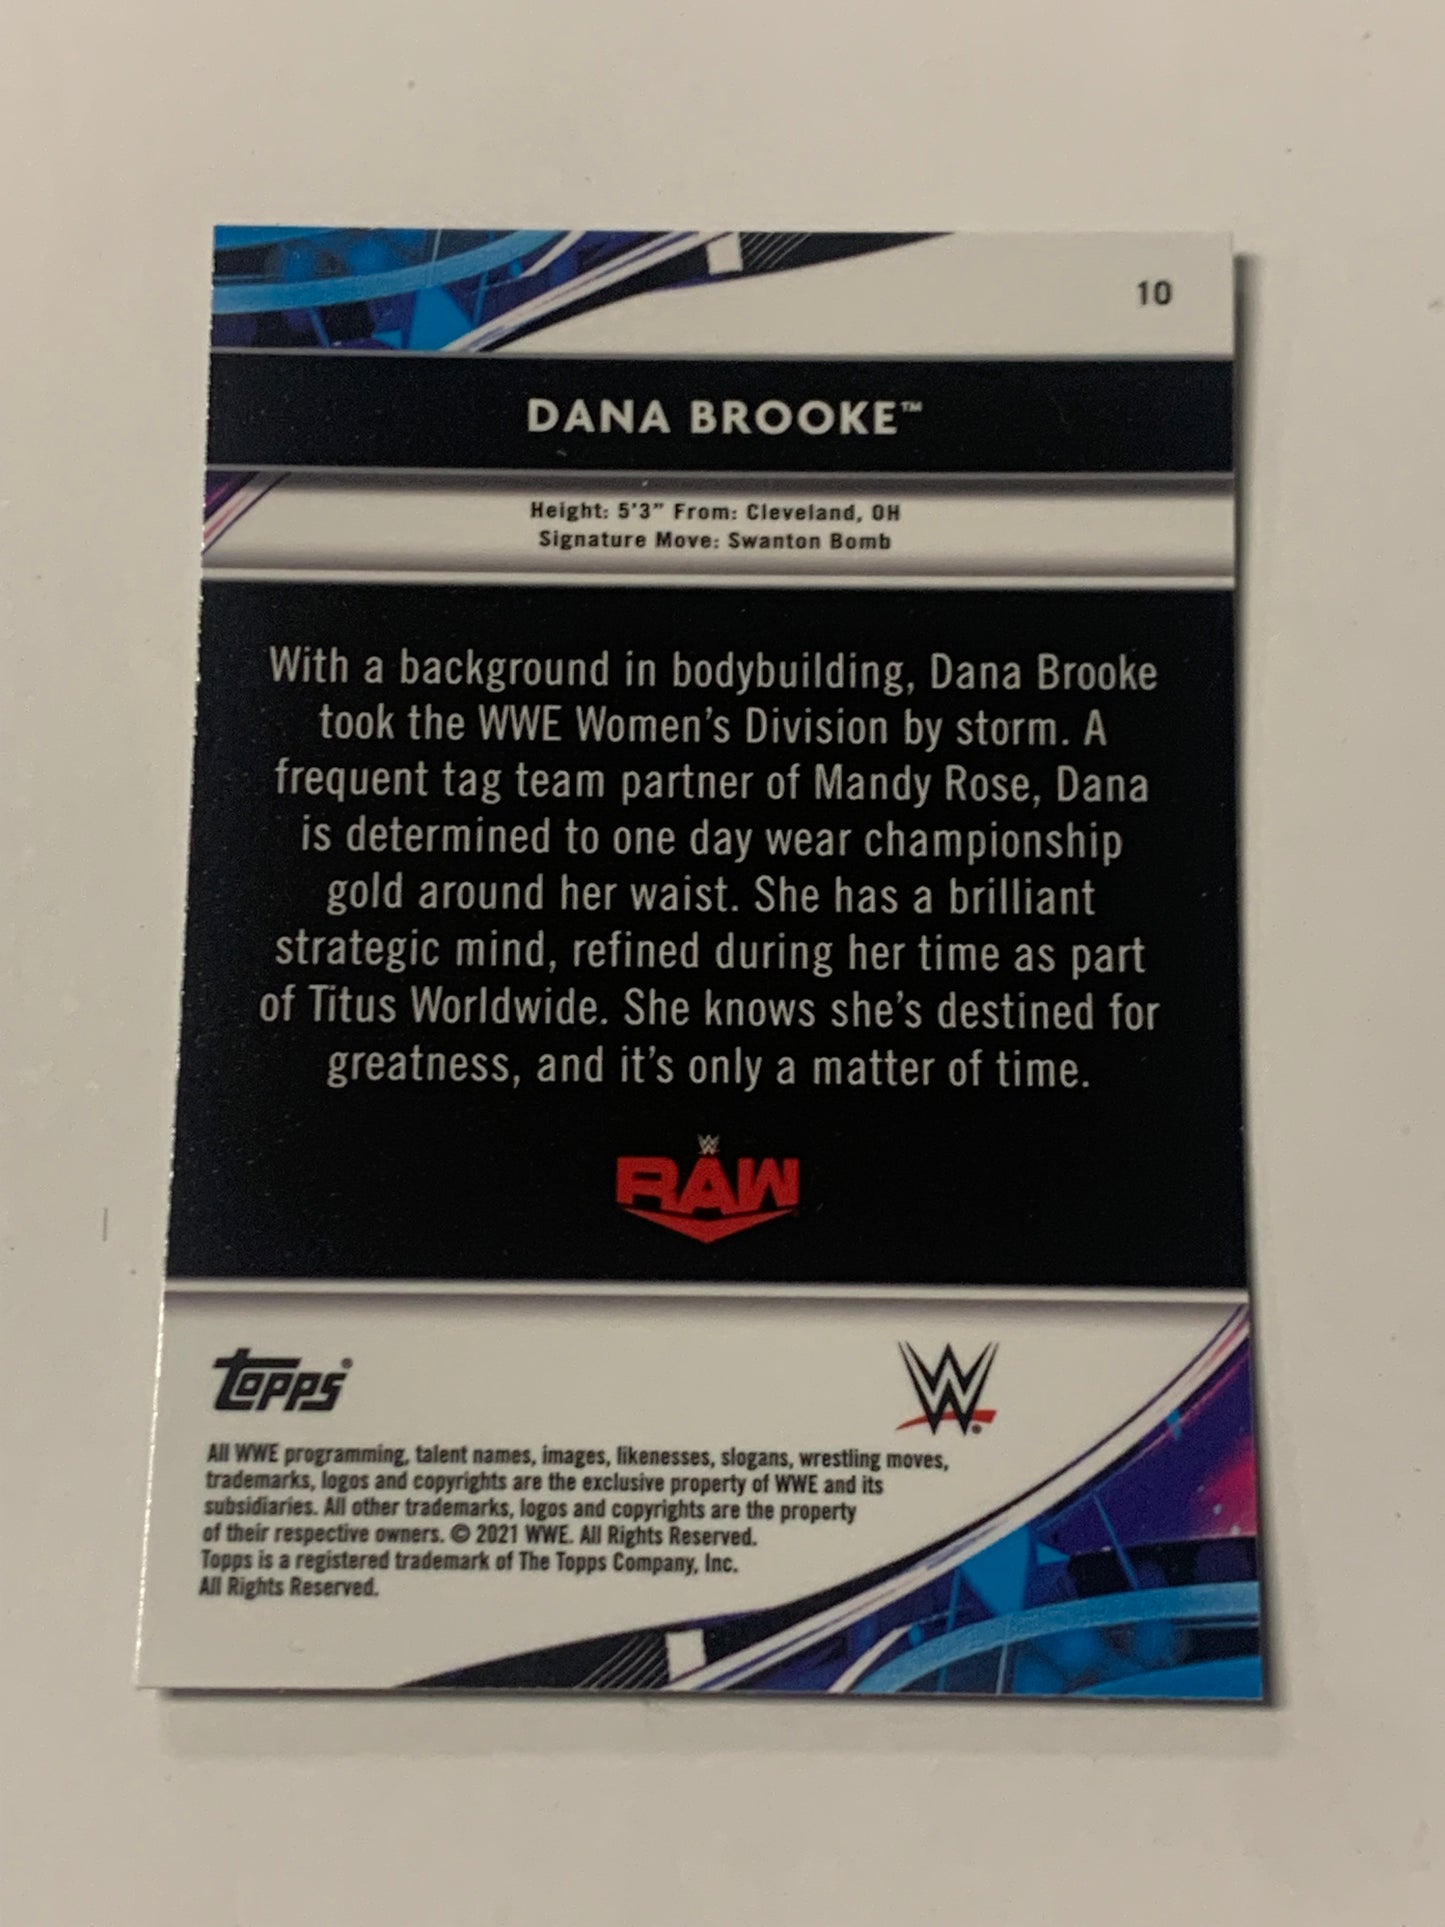 10
DANA BROOKE™
Height: 5'3" From: Cleveland, OH
Signature Move: Swanton Bomb
With a background in bodybuilding, Dana Brooke
took the WWE Women's Division by storm. A
frequent tag team partner of Mandy Rose, Dana
is determined to one day wear championship
gold around her waist. She has a brilliant
strategic mind, refined during her time as part
of Titus Worldwide. She knows she's destined for
greatness, and it's only a matter of time.
W
RAW
Topps®
W®
All WWE programming, talent names, images, likenesses, slogans, wrestling moves,
trademarks, logos and copyrights are the exclusive property of WWE and its
subsidiaries. All other trademarks, logos and copyrights are the property
of their respective owners. © 2021 WWE. All Rights Reserved.
Topps is a registered trademark of The Topps Company, Inc.
All Rights Reserved.